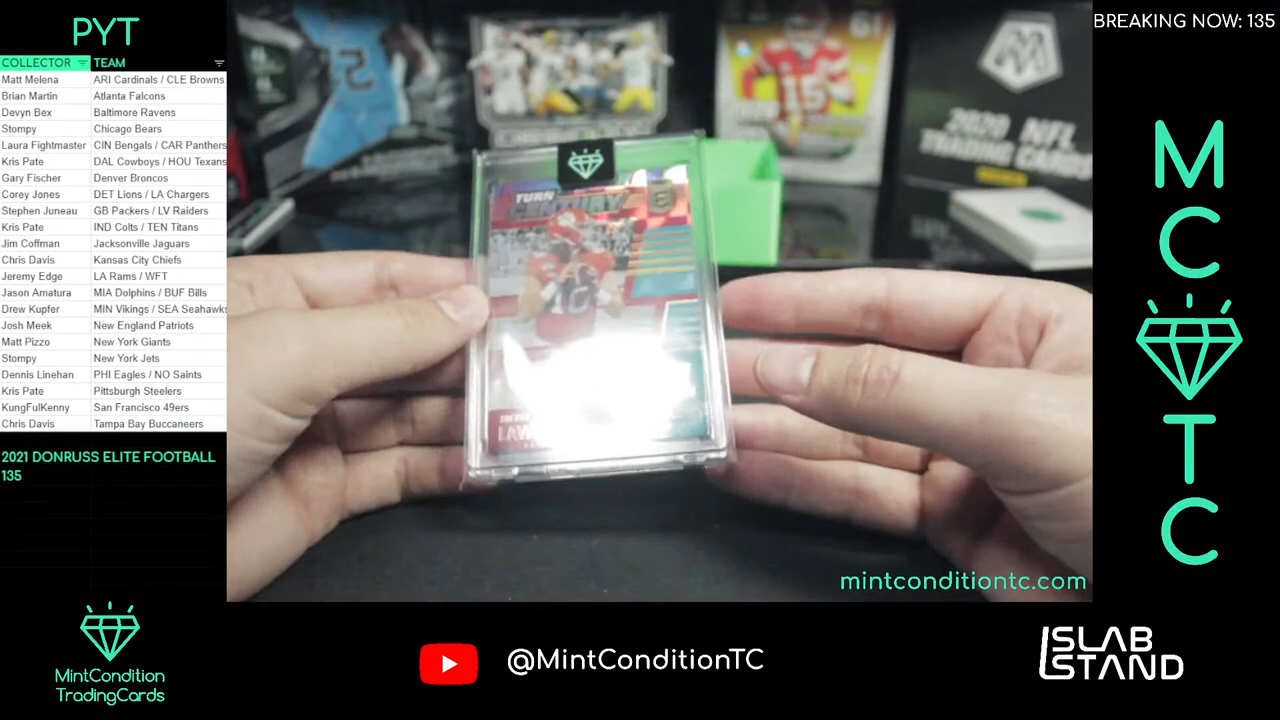 PYT
COLLECTOR TEAM
Matt Melena ARI Cardinals / CLE Browns
Brian Martin Atlanta Falcons
Devyn Bex Baltimore Ravens
Stompy Chicago Bears
Laura Fightmaster CIN Bengals / CAR Panthers
Kris Pate DAL Cowboys / HOU Texans
Gary Fischer Denver Broncos
Corey Jones DET Lions / LA Chargers
Stephen Juneau GB Packers / LV Raiders
Kris Pate IND Colts / TEN Titans
Jim Coffman Jacksonville Jaguars
Chris Davis Kansas City Chiefs
Jeremy Edge LA Rams / WFT
Jason Amatura MIA Dolphins / BUF Bills
Drew Kupfer MIN Vikings / SEA Seahawks
Josh Meek New England Patriots
Matt Pizzo New York Giants
Stompy New York Jets
Dennis Linehan PHI Eagles / NO Saints
Kris Pate Pittsburgh Steelers
KungFulKenny San Francisco 49ers
Chris Davis Tampa Bay Buccaneers
2021 DONRUSS ELITE FOOTBALL
135
MintCondition
TradingCards
TURN
CENTURY
16
15
61
2020 NFL
TRADING CARDS
mintconditiontc.com
@MintConditionTC
BREAKING NOW: 135
M
C
T
C
SLAB
STAND